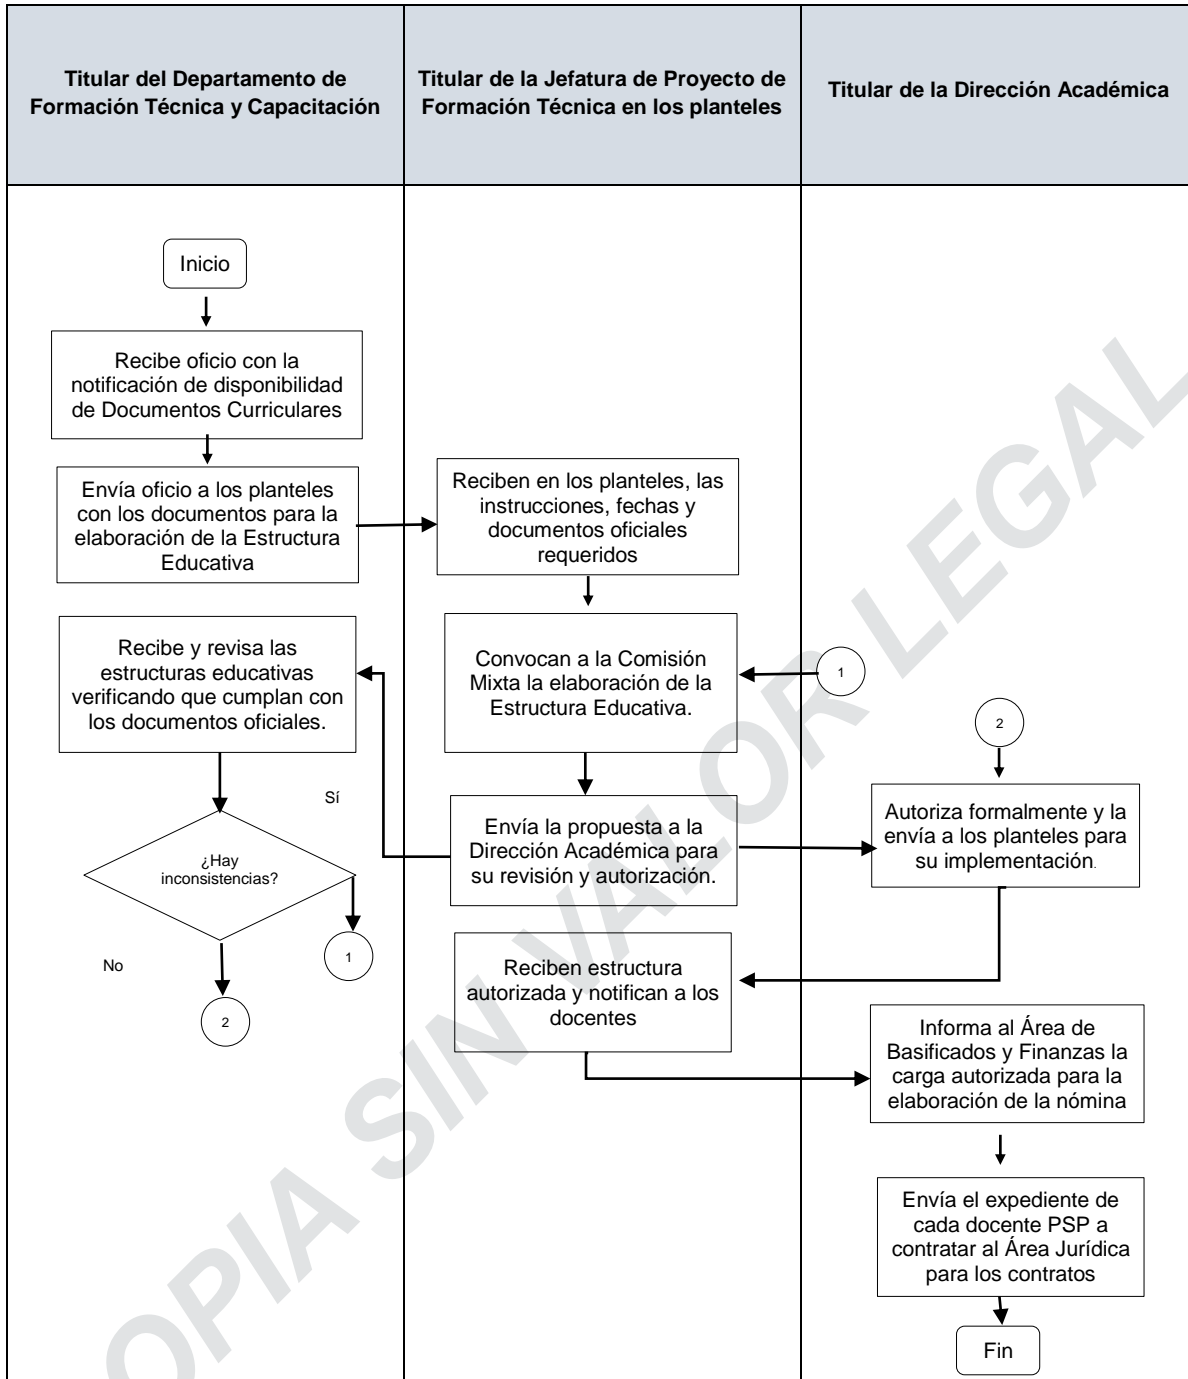 Titular del Departamento de
Formación Técnica y Capacitación
Titular de la Jefatura de Proyecto de
Formación Técnica en los planteles
Titular de la Dirección Académica
Inicio
Recibe oficio con la
notificación de disponibilidad
de Documentos Curriculares
Envía oficio a los planteles
con los documentos para la
elaboración de la Estructura
Educativa
Reciben en los planteles, las
instrucciones, fechas y
documentos oficiales
requeridos
Convocan a la Comisión
Mixta la elaboración de la
Estructura Educativa.
1
Recibe y revisa las
estructuras educativas
verificando que cumplan con
los documentos oficiales.
2
Sí
Envía la propuesta a la
Dirección Académica para
su revisión y autorización.
Autoriza formalmente y la
envía a los planteles para
su implementación.
¿Hay
inconsistencias?
1
No
2
Reciben estructura
autorizada y notifican a los
docentes
Informa al Área de
Basificados y Finanzas la
carga autorizada para la
elaboración de la nómina
Envía el expediente de
cada docente PSP a
contratar al Área Jurídica
para los contratos
Fin
OPIA SIN VALOR LEGAL